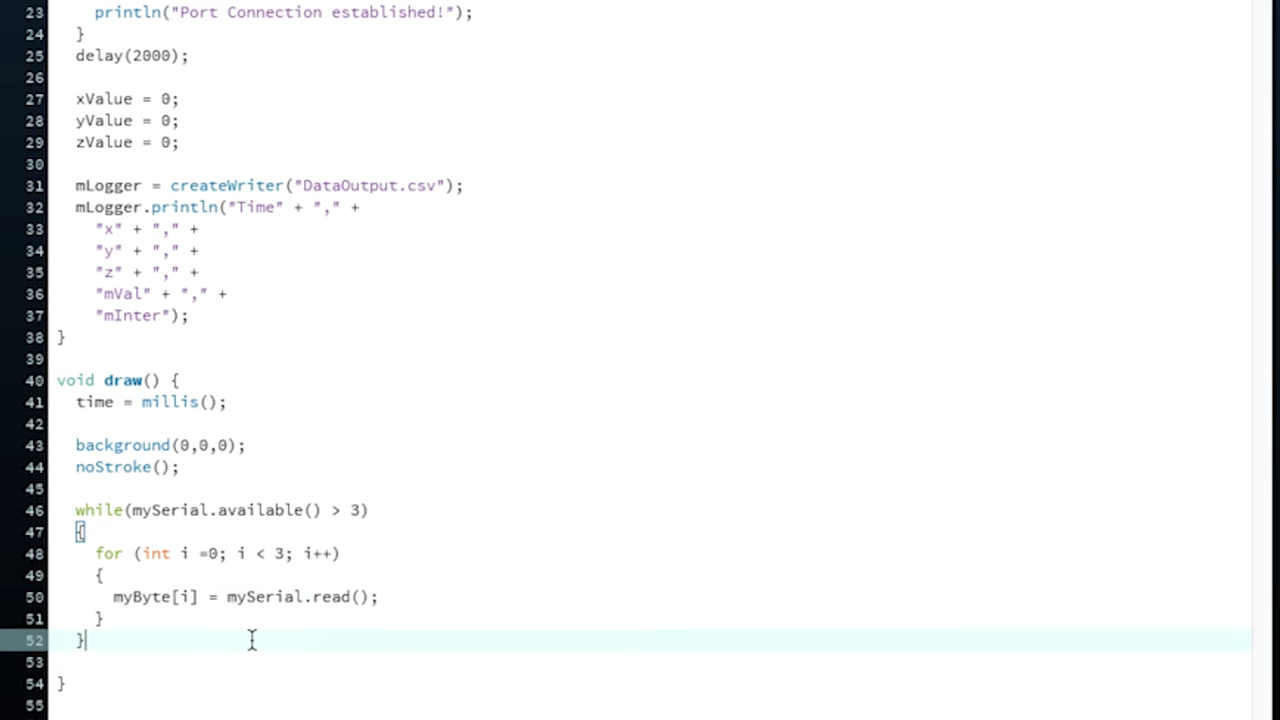 23 println("Port Connection established!");
24 }
25 delay(2000);
26
27 xValue = 0;
28 yValue = 0;
29 zValue = 0;
30
31 mLogger = createWriter("DataOutput.csv");
32 mLogger.println("Time" + "," +
33 "x" + "," +
34 "y" + "," +
35 "z" + "," +
36 "mVal" + "," +
37 "mInter");
38 }
39
40 void draw() {
41 time = millis();
42
43 background(0,0,0);
44 noStroke();
45
46 while(mySerial.available() > 3)
47 {
48 for (int i =0; i < 3; i++)
49 {
50 myByte[i] = mySerial.read();
51 }
52 }
53
54 }
55